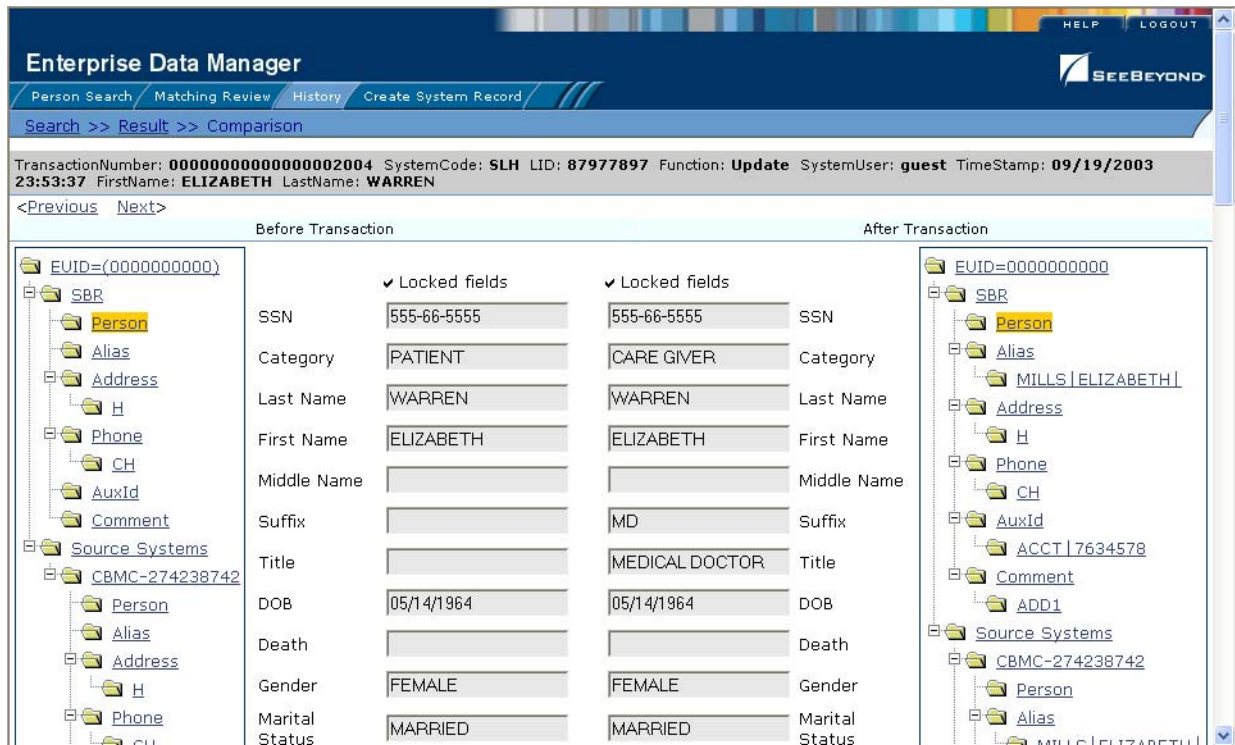 HELP LOGOUT
Enterprise Data Manager
SEEBEYOND
Person Search Matching Review History Create System Record
Search >> Result >> Comparison
TransactionNumber: 00000000000000002004 SystemCode: SLH LID: 87977897 Function: Update SystemUser: guest TimeStamp: 09/19/2003
23:53:37 FirstName: ELIZABETH LastName: WARREN
<Previous Next>
Before Transaction After Transaction
EUID=(0000000000)
SBR
Person
Alias
Address
H
Phone
CH
AuxId
Comment
Source Systems
CBMC-274238742
Person
Alias
Address
H
Phone
CH
✔ Locked fields ✔ Locked fields
SSN 555-66-5555 555-66-5555 SSN
Category PATIENT CARE GIVER Category
Last Name WARREN WARREN Last Name
First Name ELIZABETH ELIZABETH First Name
Middle Name Middle Name
Suffix MD Suffix
Title MEDICAL DOCTOR Title
DOB 05/14/1964 05/14/1964 DOB
Death Death
Gender FEMALE FEMALE Gender
Marital Status MARRIED MARRIED Marital Status
EUID=0000000000
SBR
Person
Alias
MILLS|ELIZABETH|
Address
H
Phone
CH
AuxId
ACCT|7634578
Comment
ADD1
Source Systems
CBMC-274238742
Person
Alias
MILLS|ELIZABETH|